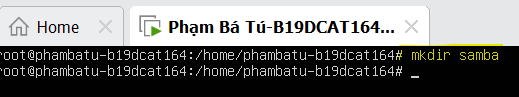 Home
Phạm Bá Tú-B19DCAT164...
root@phambatu-b19dcat164:/home/phambatu-b19dcat164# mkdir samba
root@phambatu-b19dcat164:/home/phambatu-b19dcat164# _